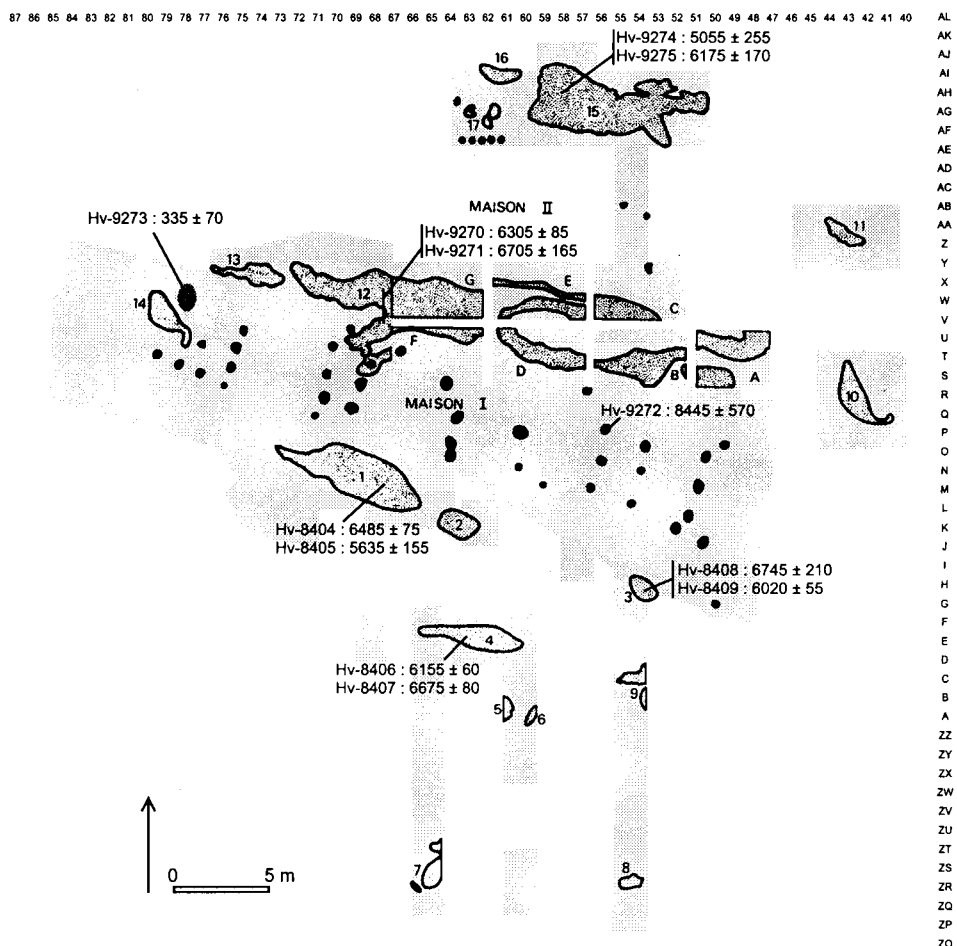 87 86 85 84 83 82 81 80 79 78 77 76 75 74 73 72 71 70 69 68 67 66 65 64 63 62 61 60 59 58 57 56 55 54 53 52 51 50 49 48 47 46 45 44 43 42 41 40 AL
AK
Hv-9274 : 5055 ± 255
AJ
Hv-9275 : 6175 ± 170
16
AI
AH
15
AG
17
AF
AE
AD
AC
AB
MAISON II
Hv-9273 : 335 ± 70
AA
11
Hv-9270 : 6305 ± 85
Z
Hv-9271 : 6705 ± 165
Y
13
G
E
X
12
14
W
C
V
F
U
T
D
B
A
S
10
R
MAISON I
Hv-9272 : 8445 ± 570
Q
P
O
1
N
M
L
2
K
Hv-8404 : 6485 ± 75
Hv-8405 : 5635 ± 155
J
I
Hv-8408 : 6745 ± 210
Hv-8409 : 6020 ± 55
H
3
G
F
4
E
Hv-8406 : 6155 ± 60
D
Hv-8407 : 6675 ± 80
C
9
B
5
6
A
ZZ
ZY
ZX
ZW
ZV
ZU
ZT
7
8
ZS
0 5 m
ZR
ZQ
ZP
ZO